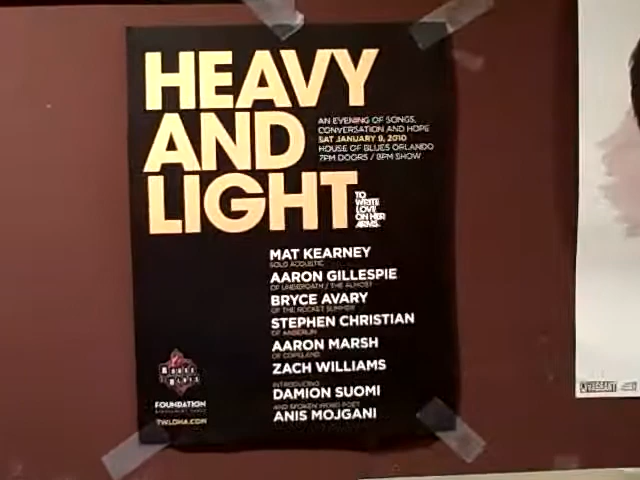 HEAVY
AND
LIGHT
AN EVENING OF SONGS,
CONVERSATION AND HOPE
SAT JANUARY 9, 2010
HOUSE OF BLUES ORLANDO
7PM DOORS / 8PM SHOW
TO
WRITE
LOVE
ON HER
ARMS.
MAT KEARNEY
SOLO ACOUSTIC
AARON GILLESPIE
OF UNDEROATH / THE ALMOST
BRYCE AVARY
OF THE ROCKET SUMMER
STEPHEN CHRISTIAN
OF ANBERLIN
AARON MARSH
OF COPELAND
ZACH WILLIAMS
INTRODUCING
DAMION SUOMI
AND SPOKEN WORD POET
ANIS MOJGANI
HOUSE
BLUES
FOUNDATION
TWLOHA.COM